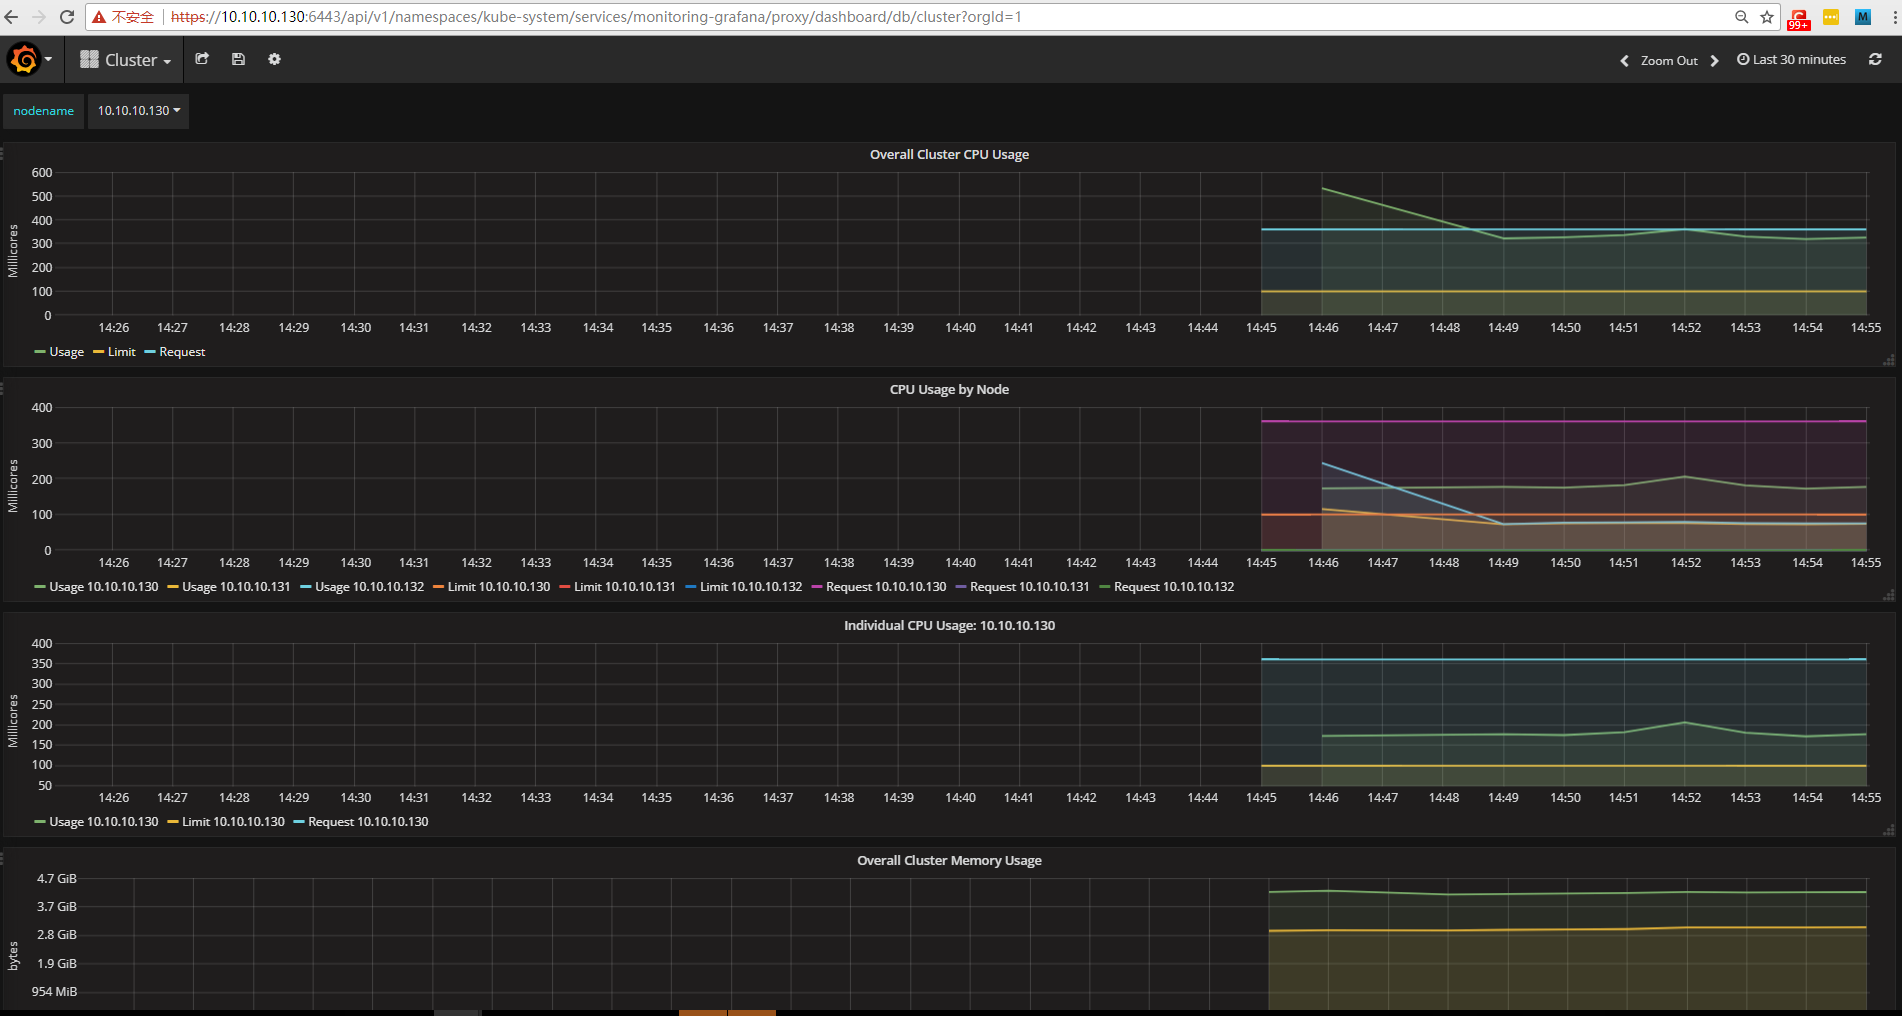 不安全 https://10.10.10.130:6443/api/v1/namespaces/kube-system/services/monitoring-grafana/proxy/dashboard/db/cluster?orgId=1
99+
M
Cluster
Zoom Out
Last 30 minutes
nodename 10.10.10.130
Overall Cluster CPU Usage
Millicores
600
500
400
300
200
100
0
14:26 14:27 14:28 14:29 14:30 14:31 14:32 14:33 14:34 14:35 14:36 14:37 14:38 14:39 14:40 14:41 14:42 14:43 14:44 14:45 14:46 14:47 14:48 14:49 14:50 14:51 14:52 14:53 14:54 14:55
Usage Limit Request
CPU Usage by Node
Millicores
400
300
200
100
0
14:26 14:27 14:28 14:29 14:30 14:31 14:32 14:33 14:34 14:35 14:36 14:37 14:38 14:39 14:40 14:41 14:42 14:43 14:44 14:45 14:46 14:47 14:48 14:49 14:50 14:51 14:52 14:53 14:54 14:55
Usage 10.10.10.130 Usage 10.10.10.131 Usage 10.10.10.132 Limit 10.10.10.130 Limit 10.10.10.131 Limit 10.10.10.132 Request 10.10.10.130 Request 10.10.10.131 Request 10.10.10.132
Individual CPU Usage: 10.10.10.130
Millicores
400
350
300
250
200
150
100
50
14:26 14:27 14:28 14:29 14:30 14:31 14:32 14:33 14:34 14:35 14:36 14:37 14:38 14:39 14:40 14:41 14:42 14:43 14:44 14:45 14:46 14:47 14:48 14:49 14:50 14:51 14:52 14:53 14:54 14:55
Usage 10.10.10.130 Limit 10.10.10.130 Request 10.10.10.130
Overall Cluster Memory Usage
bytes
4.7 GiB
3.7 GiB
2.8 GiB
1.9 GiB
954 MiB